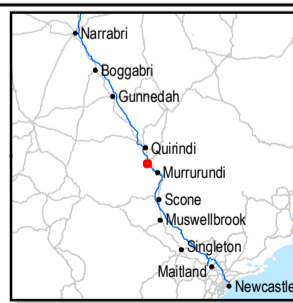 Narrabri
Boggabri
Gunnedah
Quirindi
Murrurundi
Scone
Muswellbrook
Singleton
Maitland
Newcastle